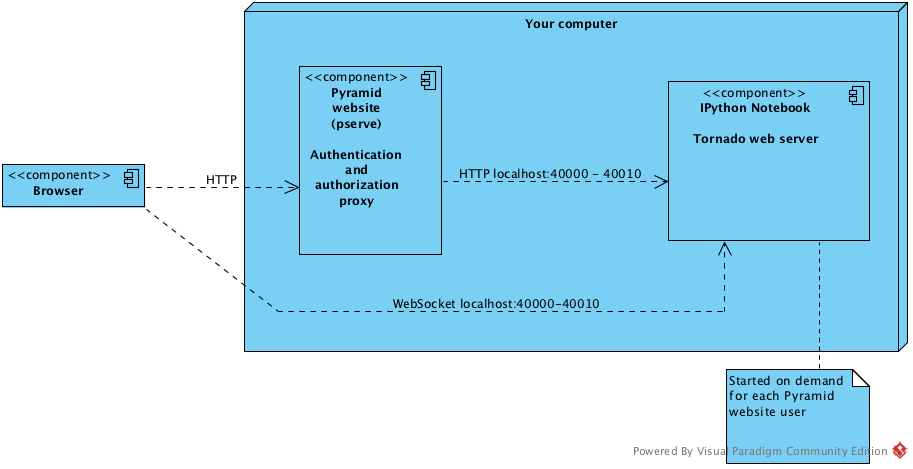 Your computer
<<component>>
Pyramid
website
(pserve)
Authentication
and
authorization
proxy
<<component>>
IPython Notebook
Tornado web server
<<component>>
Browser
HTTP
HTTP localhost:40000 - 40010
WebSocket localhost:40000-40010
Started on demand
for each Pyramid
website user
Powered By Visual Paradigm Community Edition